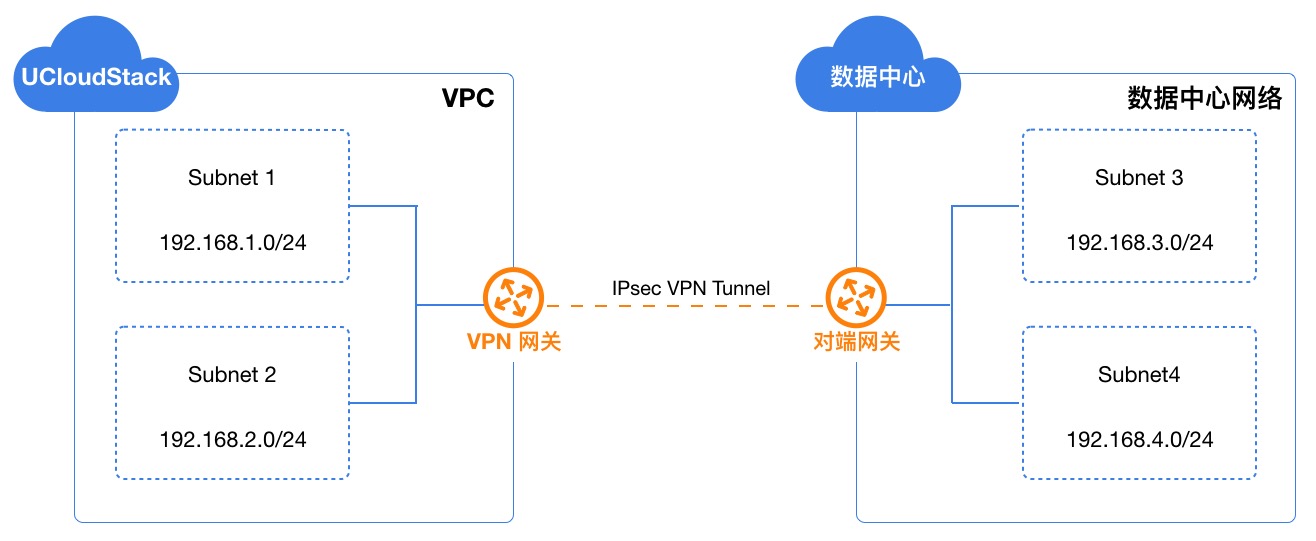 UCloudStack
VPC
Subnet 1
192.168.1.0/24
Subnet 2
192.168.2.0/24
VPN 网关
IPsec VPN Tunnel
数据中心
数据中心网络
对端网关
Subnet 3
192.168.3.0/24
Subnet4
192.168.4.0/24